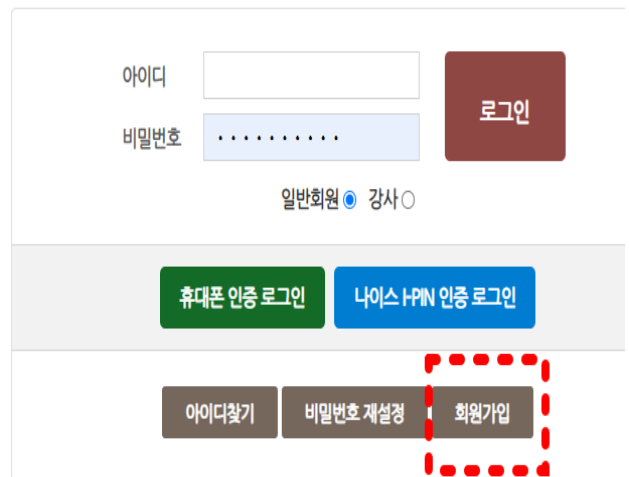 아이디
비밀번호 ••••••••••
로그인
일반회원 강사
휴대폰 인증 로그인 나이스 I-PIN 인증 로그인
아이디찾기 비밀번호 재설정 회원가입